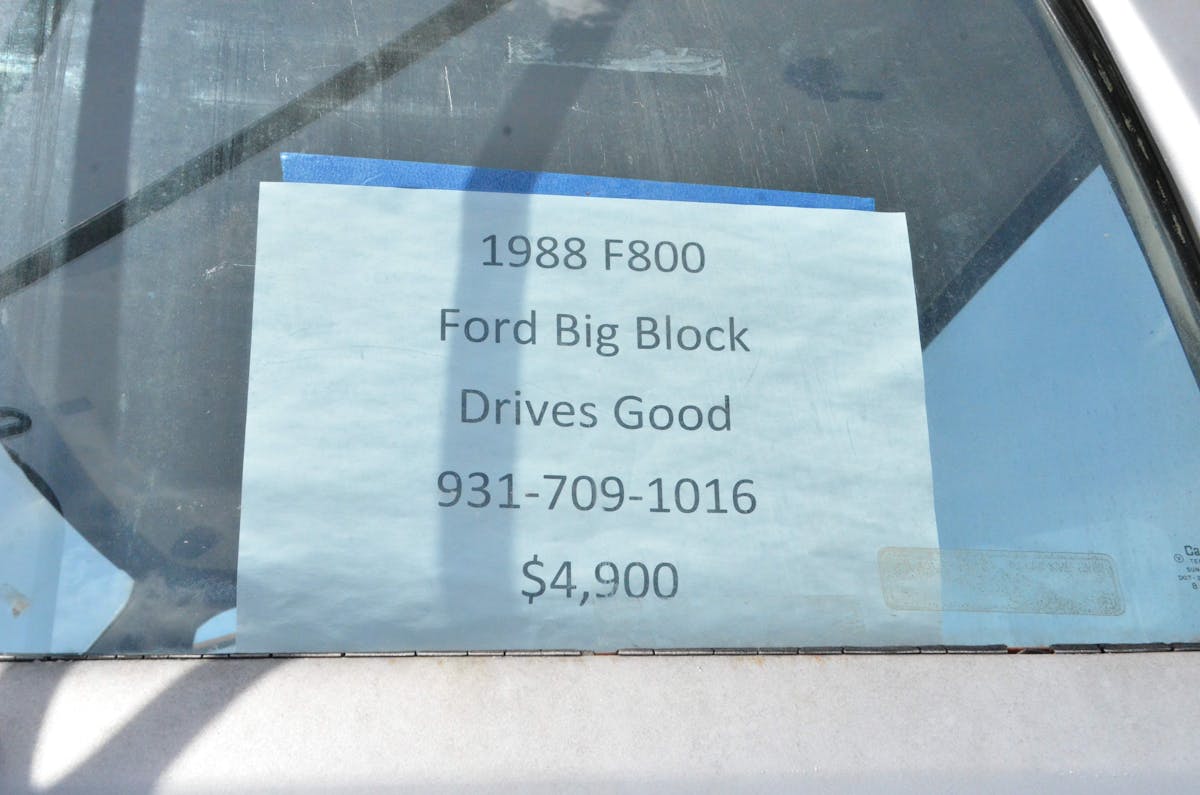 1988 F800
Ford Big Block
Drives Good
931-709-1016
$4,900